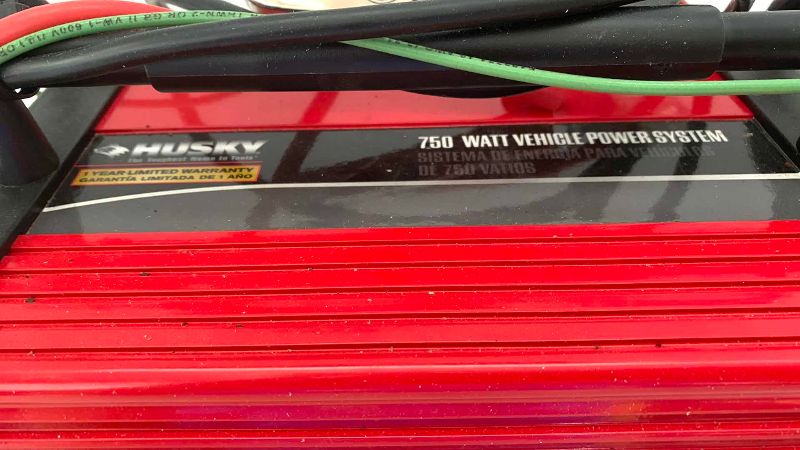 HUSKY
The Toughest Name In Tools
1 YEAR LIMITED WARRANTY
GARANTÍA LIMITADA DE 1 AÑO
750 WATT VEHICLE POWER SYSTEM
SISTEMA DE ENERGÍA PARA VEHÍCULOS
DE 750 VATIOS